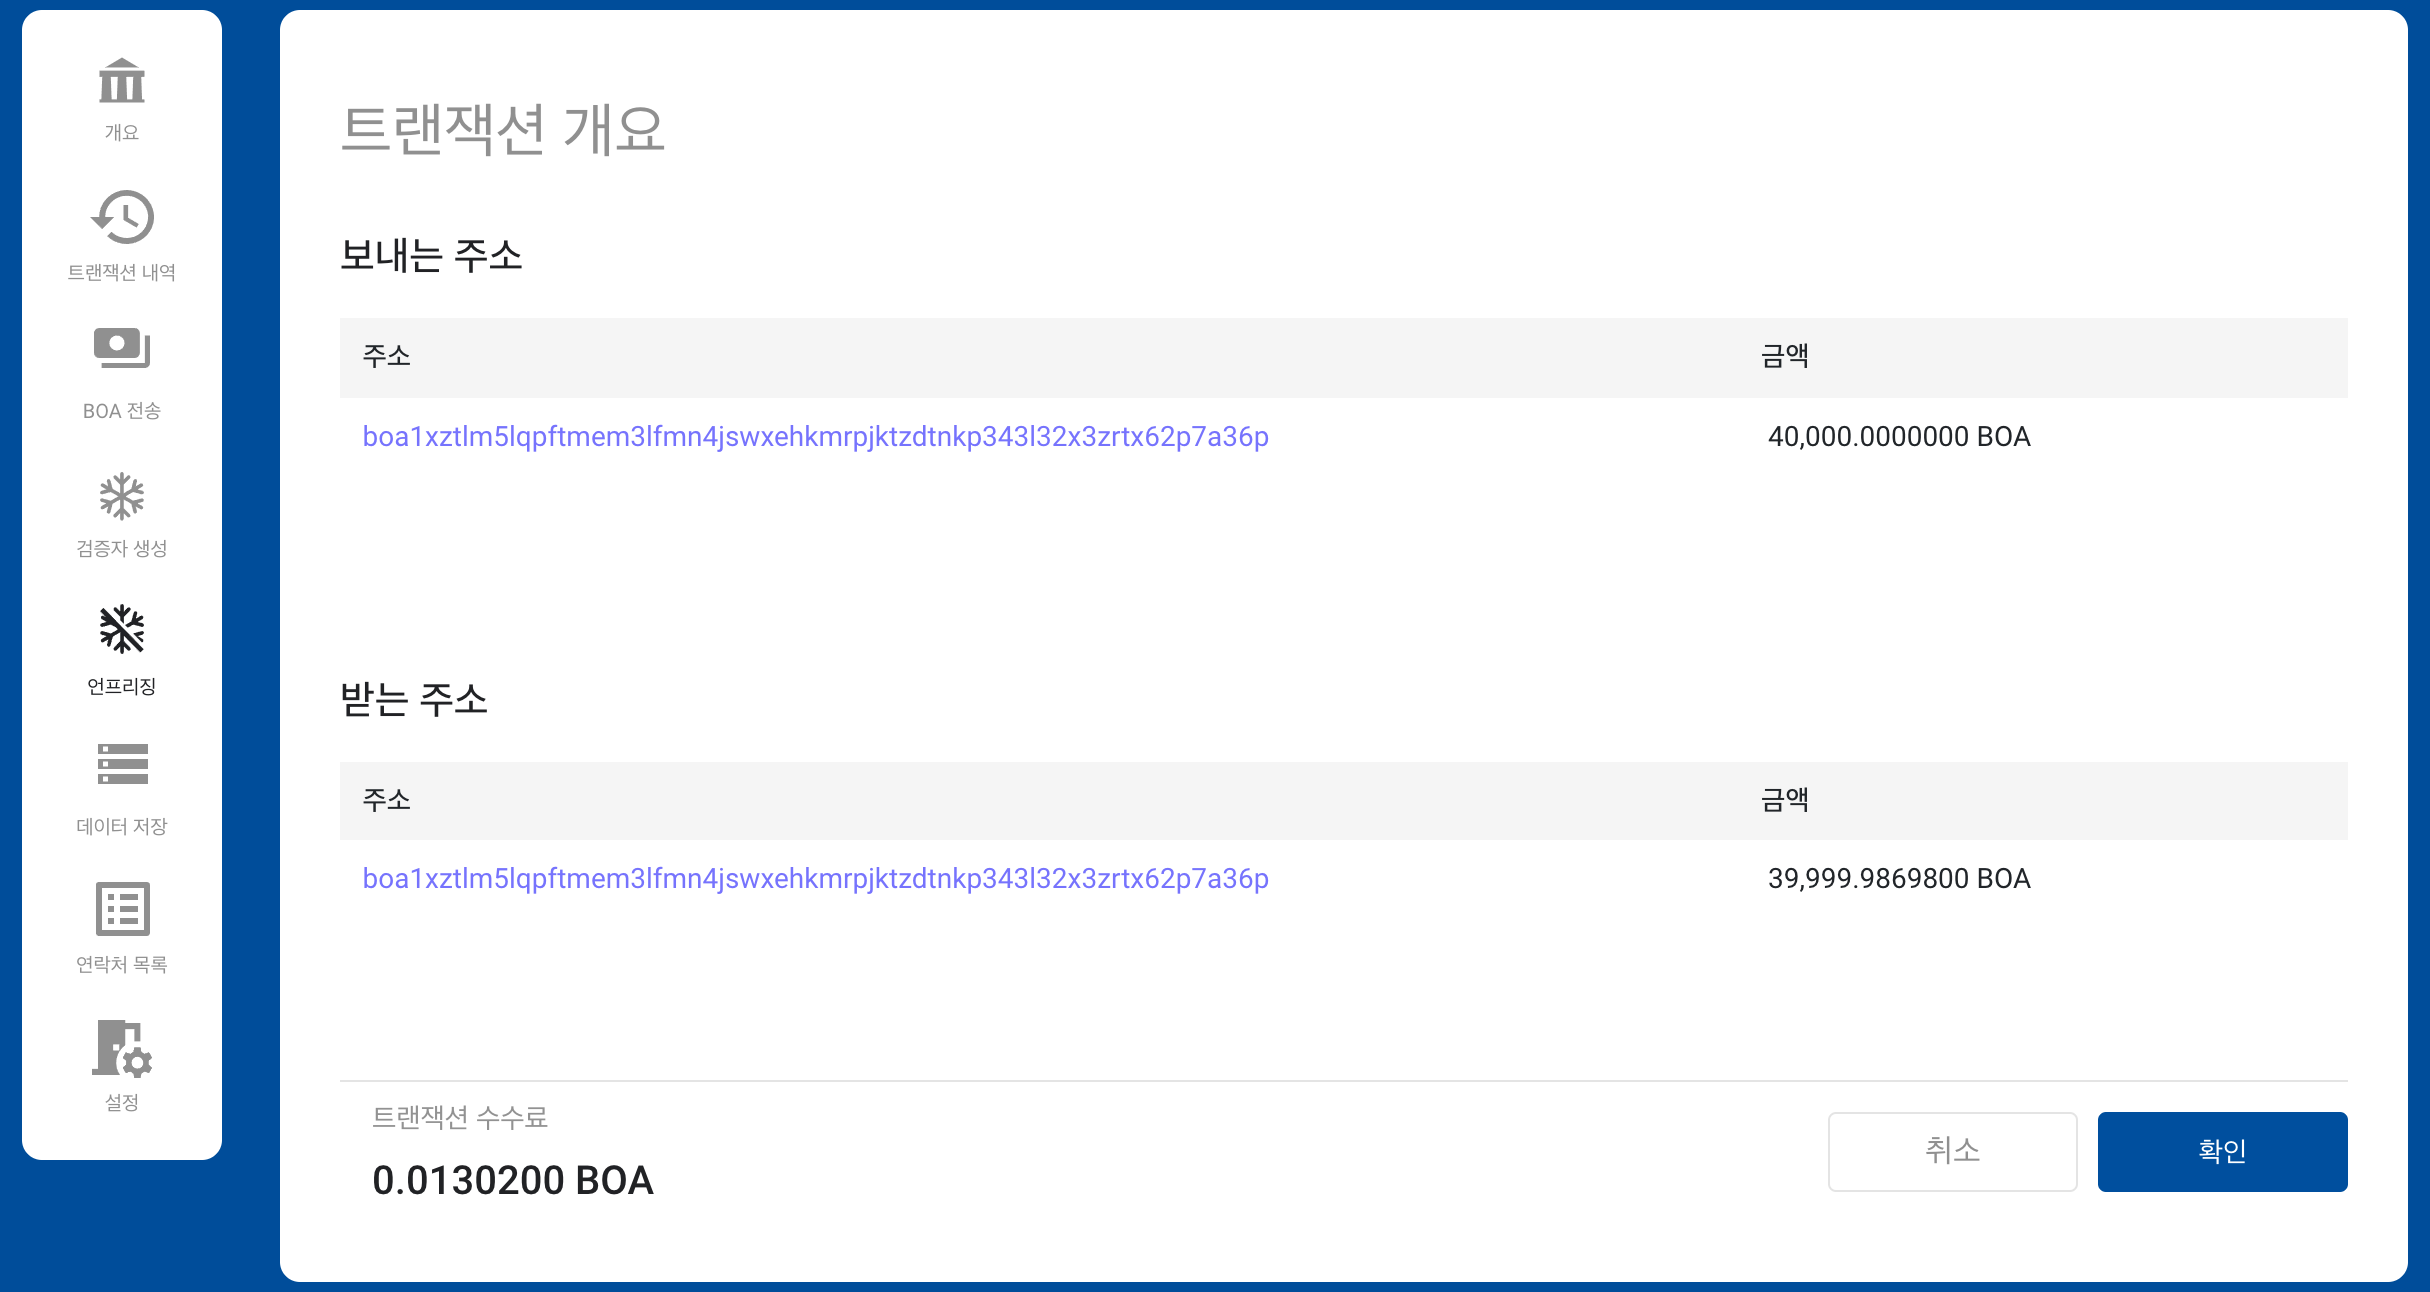 개요
트랜잭션 내역
BOA 전송
검증자 생성
언프리징
데이터 저장
연락처 목록
설정
트랜잭션 개요
보내는 주소
주소 금액
boa1xztlm5lqpftmem3lfmn4jswxehkmrpjktzdtnkp343l32x3zrtx62p7a36p 40,000.0000000 BOA
받는 주소
주소 금액
boa1xztlm5lqpftmem3lfmn4jswxehkmrpjktzdtnkp343l32x3zrtx62p7a36p 39,999.9869800 BOA
트랜잭션 수수료
0.0130200 BOA
취소 확인